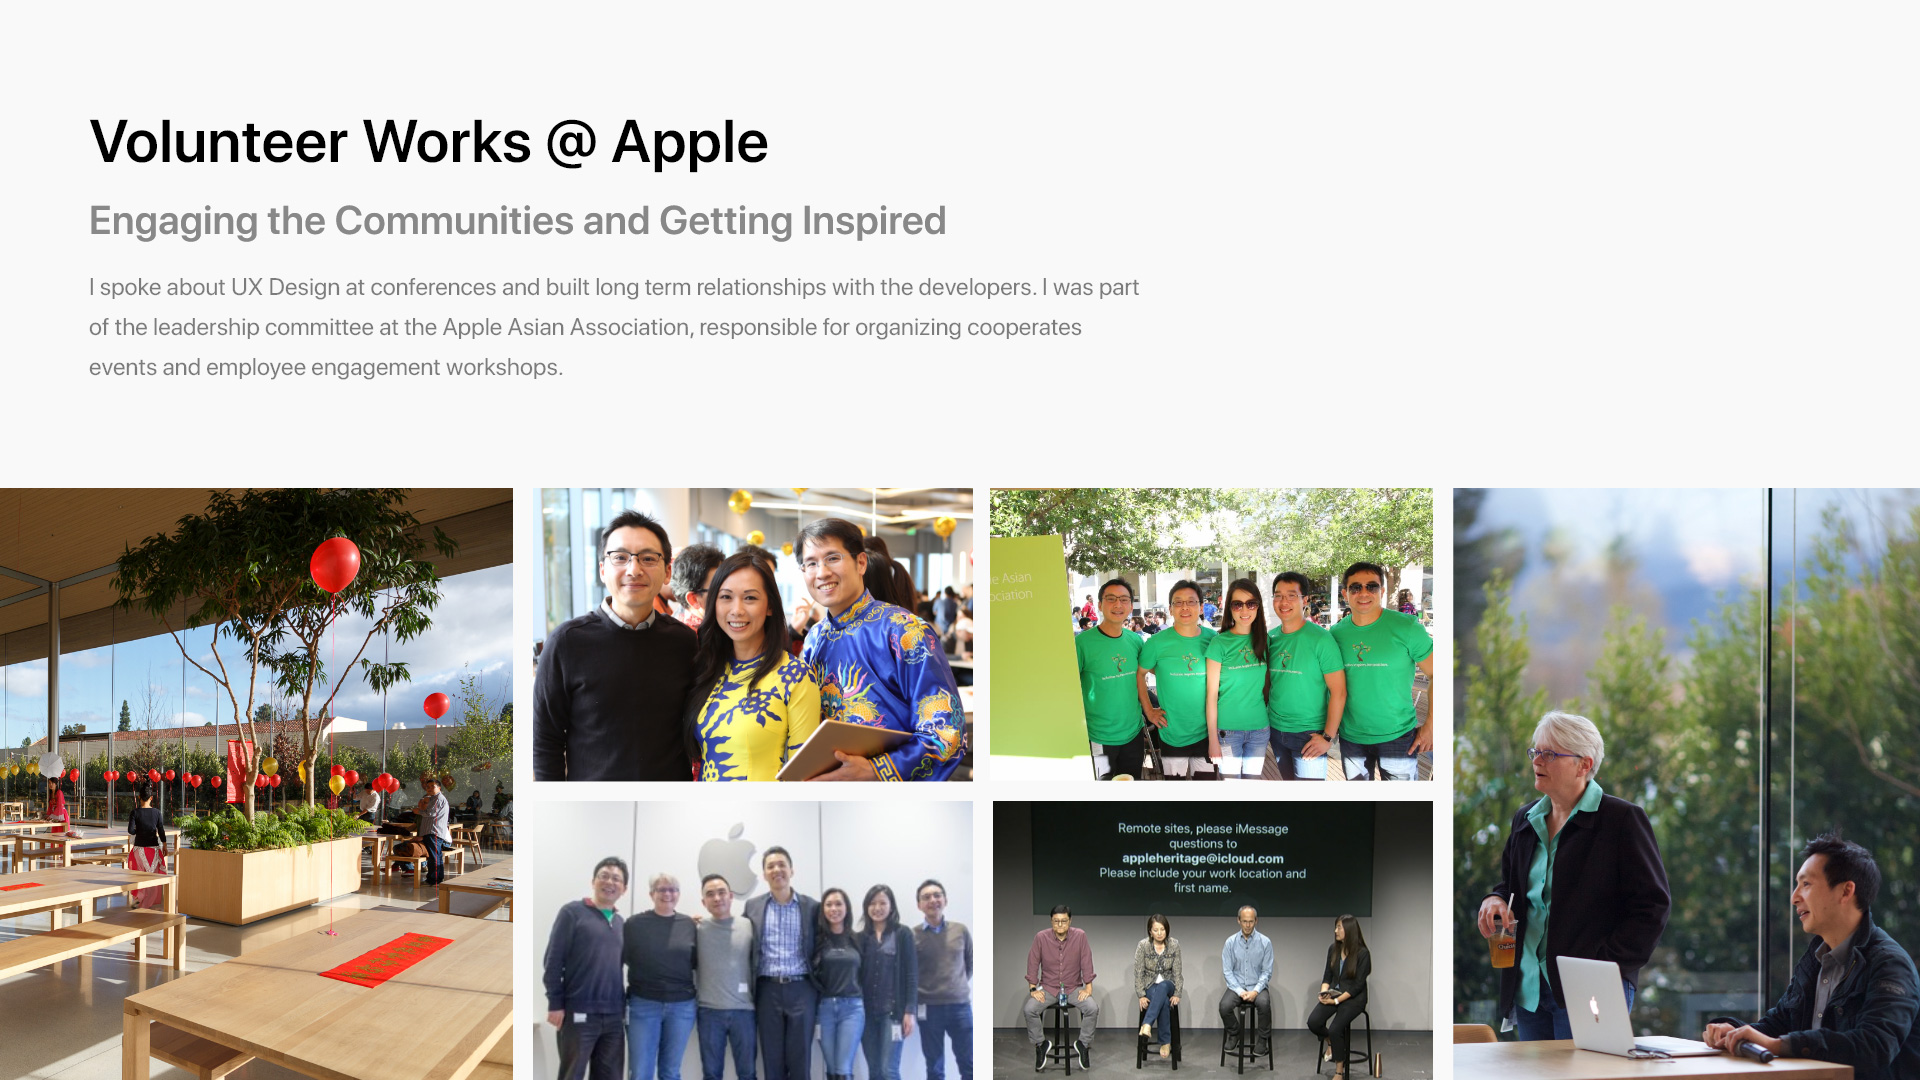 Volunteer Works @ Apple
Engaging the Communities and Getting Inspired
I spoke about UX Design at conferences and built long term relationships with the developers. I was part
of the leadership committee at the Apple Asian Association, responsible for organizing cooperates
events and employee engagement workshops.
e Asian
ociation
Remote sites, please iMessage
questions to
appleheritage@icloud.com
Please include your work location and
first name.